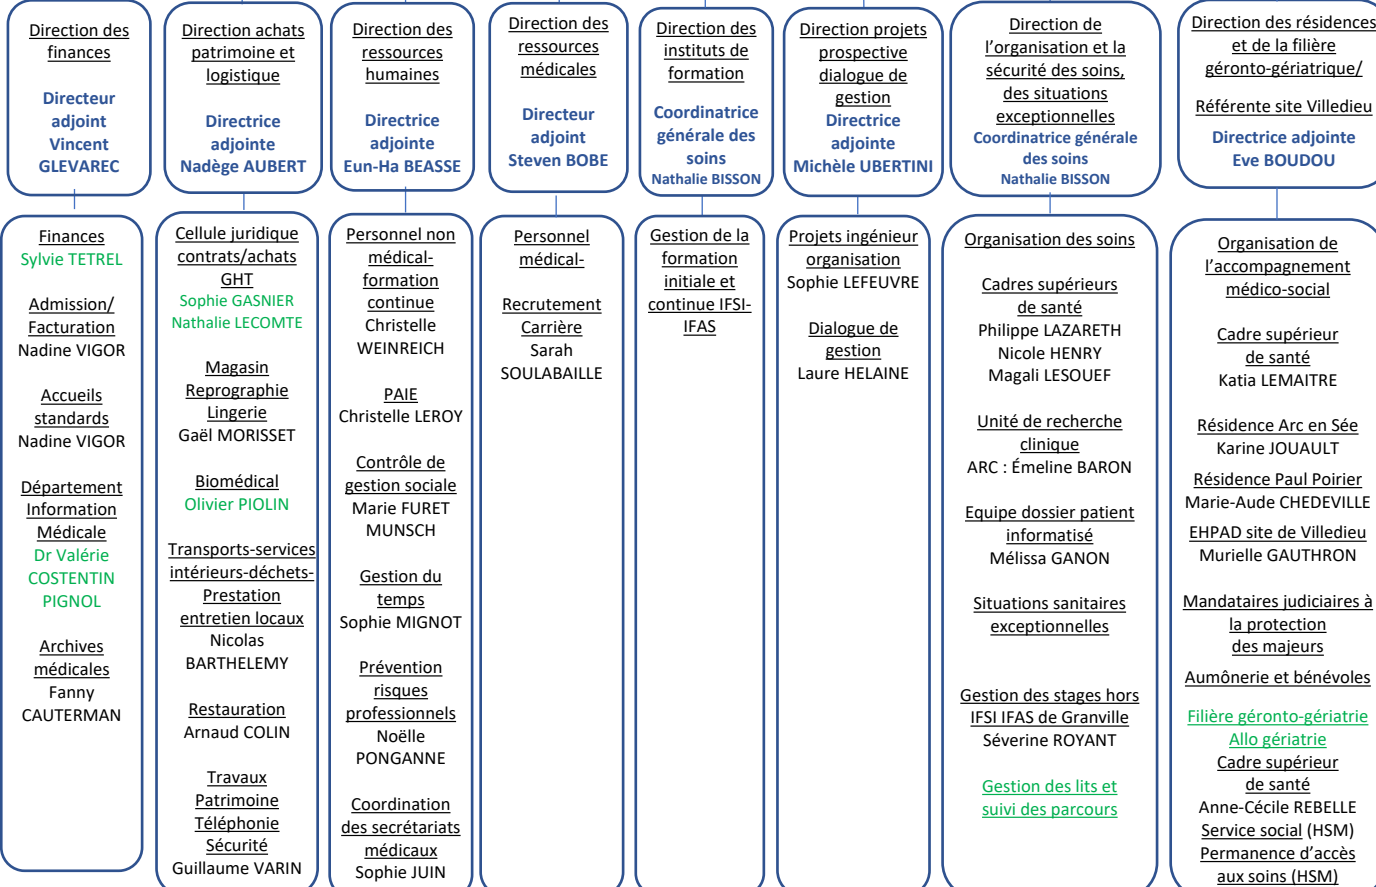 Direction des
finances
Directeur
adjoint
Vincent
GLEVAREC
Direction achats
patrimoine et
logistique
Directrice
adjointe
Nadège AUBERT
Direction des
ressources
humaines
Directrice
adjointe
Eun-Ha BEASSE
Direction des
ressources
médicales
Directeur
adjoint
Steven BOBE
Direction des
instituts de
formation
Coordinatrice
générale des
soins
Nathalie BISSON
Direction projets
prospective
dialogue de
gestion
Directrice
adjointe
Michèle UBERTINI
Direction de
l'organisation et la
sécurité des soins,
des situations
exceptionnelles
Coordinatrice générale
des soins
Nathalie BISSON
Direction des résidences
et de la filière
géronto-gériatrique/
Référente site Villedieu
Directrice adjointe
Eve BOUDOU
Finances
Sylvie TETREL
Admission/
Facturation
Nadine VIGOR
Accueils
standards
Nadine VIGOR
Département
Information
Médicale
Dr Valérie
COSTENTIN
PIGNOL
Archives
médicales
Fanny
CAUTERMAN
Cellule juridique
contrats/achats
GHT
Sophie GASNIER
Nathalie LECOMTE
Magasin
Reprographie
Lingerie
Gaël MORISSET
Biomédical
Olivier PIOLIN
Transports-services
intérieurs-déchets-
Prestation
entretien locaux
Nicolas
BARTHELEMY
Restauration
Arnaud COLIN
Travaux
Patrimoine
Téléphonie
Sécurité
Guillaume VARIN
Personnel non
médical-
formation
continue
Christelle
WEINREICH
PAIE
Christelle LEROY
Contrôle de
gestion sociale
Marie FURET
MUNSCH
Gestion du
temps
Sophie MIGNOT
Prévention
risques
professionnels
Noëlle
PONGANNE
Coordination
des secrétariats
médicaux
Sophie JUIN
Personnel
médical-
Recrutement
Carrière
Sarah
SOULABAILLE
Gestion de la
formation
initiale et
continue IFSI-
IFAS
Projets ingénieur
organisation
Sophie LEFEUVRE
Dialogue de
gestion
Laure HELAINE
Organisation des soins
Cadres supérieurs
de santé
Philippe LAZARETH
Nicole HENRY
Magali LESOUEF
Unité de recherche
clinique
ARC : Émeline BARON
Equipe dossier patient
informatisé
Mélissa GANON
Situations sanitaires
exceptionnelles
Gestion des stages hors
IFSI IFAS de Granville
Séverine ROYANT
Gestion des lits et
suivi des parcours
Organisation de
l'accompagnement
médico-social
Cadre supérieur
de santé
Katia LEMAITRE
Résidence Arc en Sée
Karine JOUAULT
Résidence Paul Poirier
Marie-Aude CHEDEVILLE
EHPAD site de Villedieu
Murielle GAUTHRON
Mandataires judiciaires à
la protection
des majeurs
Aumônerie et bénévoles
Filière géronto-gériatrie
Allo gériatrie
Cadre supérieur
de santé
Anne-Cécile REBELLE
Service social (HSM)
Permanence d'accès
aux soins (HSM)